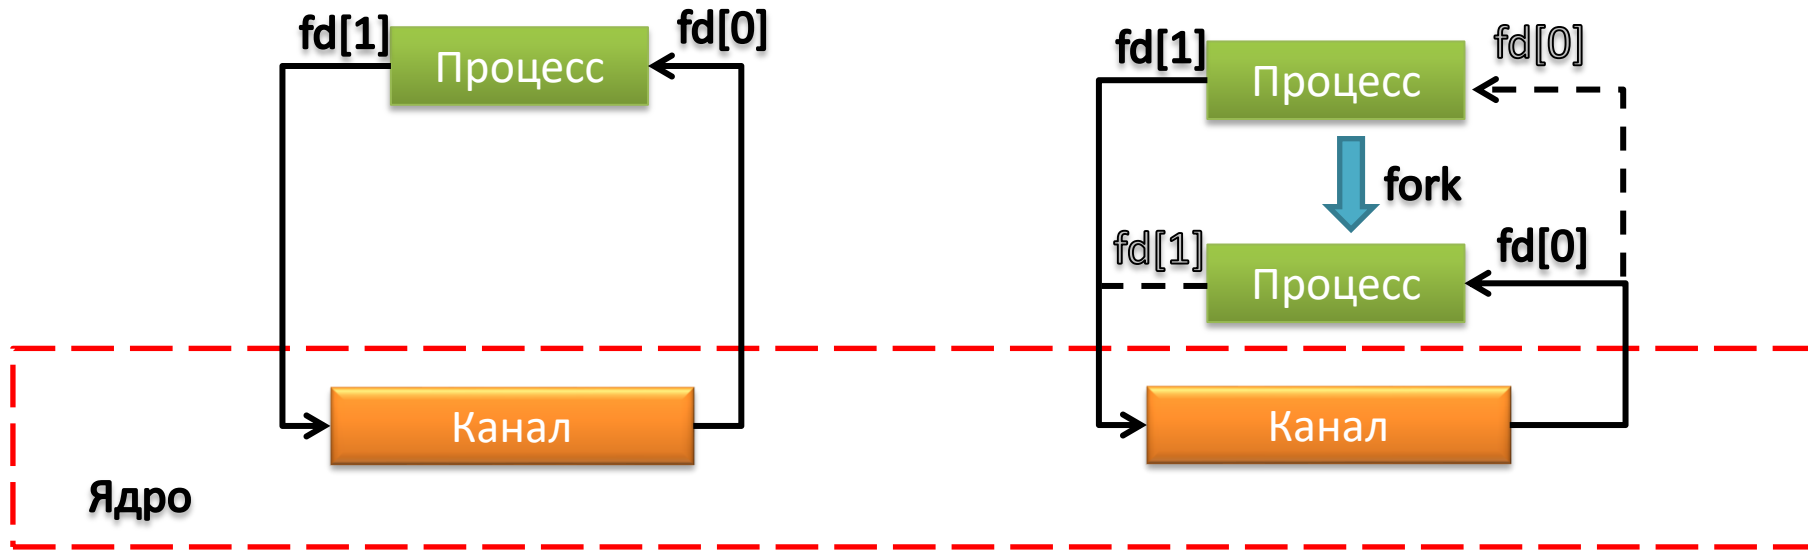 fd[1]
Процесс
fd[0]
Канал
Ядро
fd[1]
Процесс
fd[0]
fork
fd[1]
Процесс
fd[0]
Канал